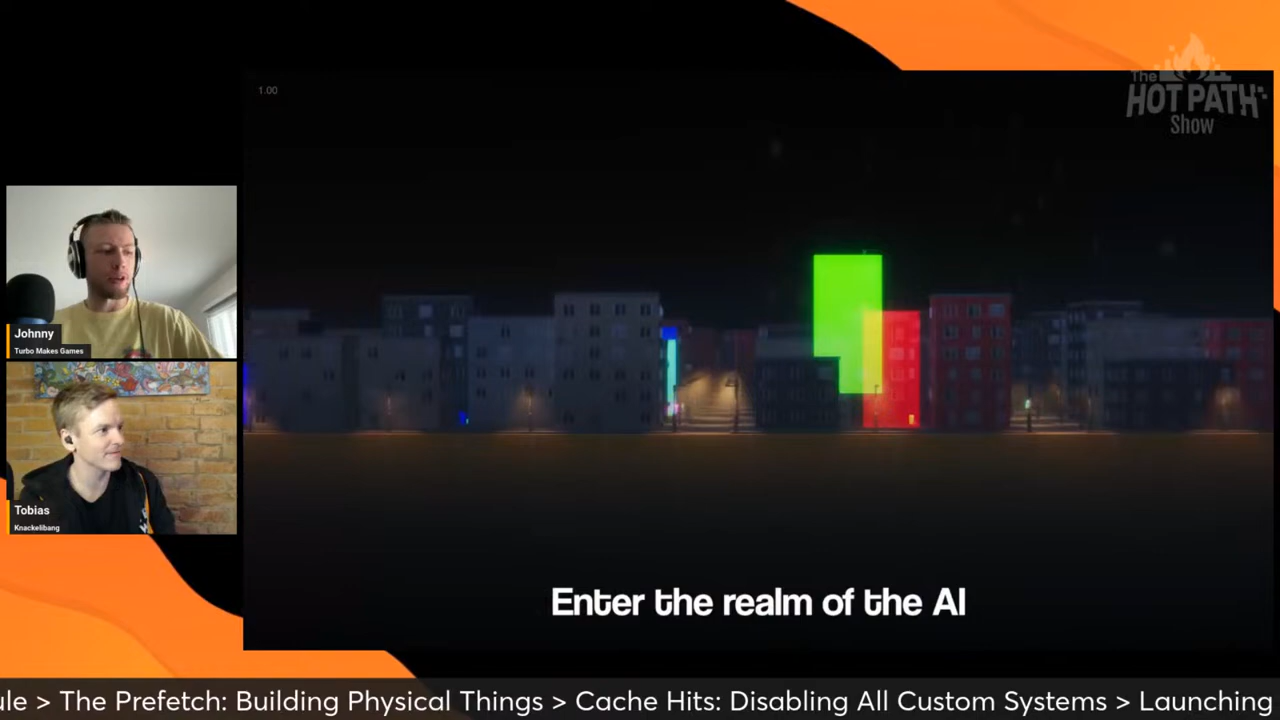 1.00
The
HOT PATH
Show
Johnny
Turbo Makes Games
Tobias
Knackelibang
Enter the realm of the AI
ule > The Prefetch: Building Physical Things > Cache Hits: Disabling All Custom Systems > Launching